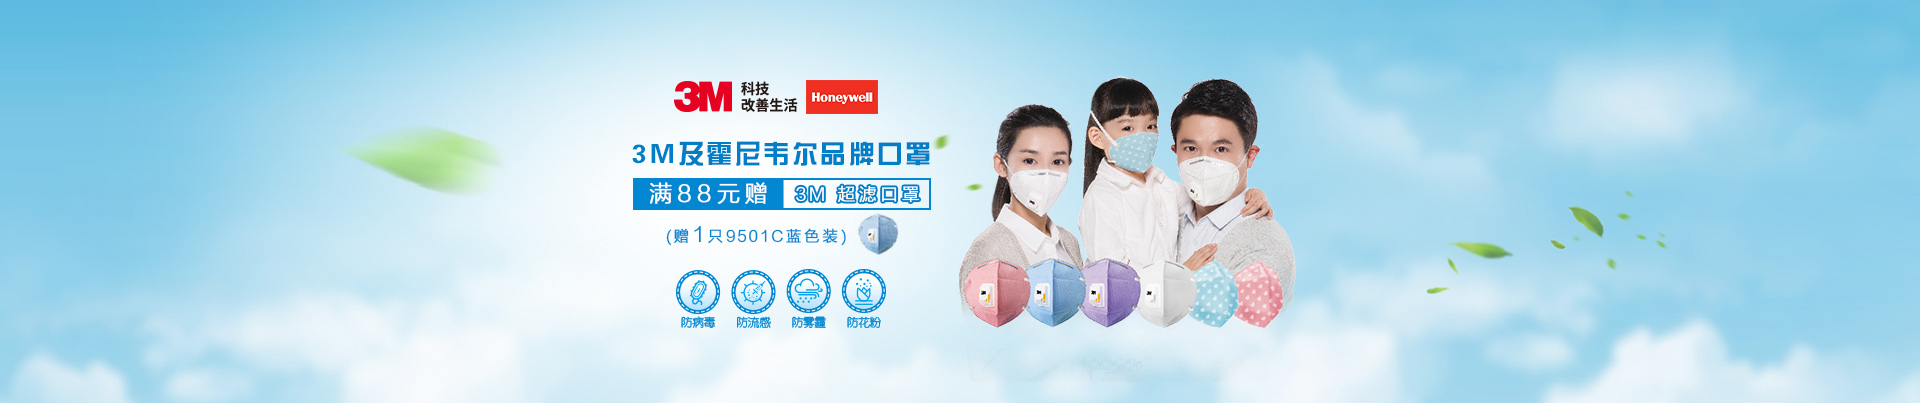 3M 科技
改善生活
Honeywell
3M及霍尼韦尔品牌口罩
满88元赠 3M 超滤口罩
(赠1只9501C蓝色装)
防病毒 防流感 防雾霾 防花粉